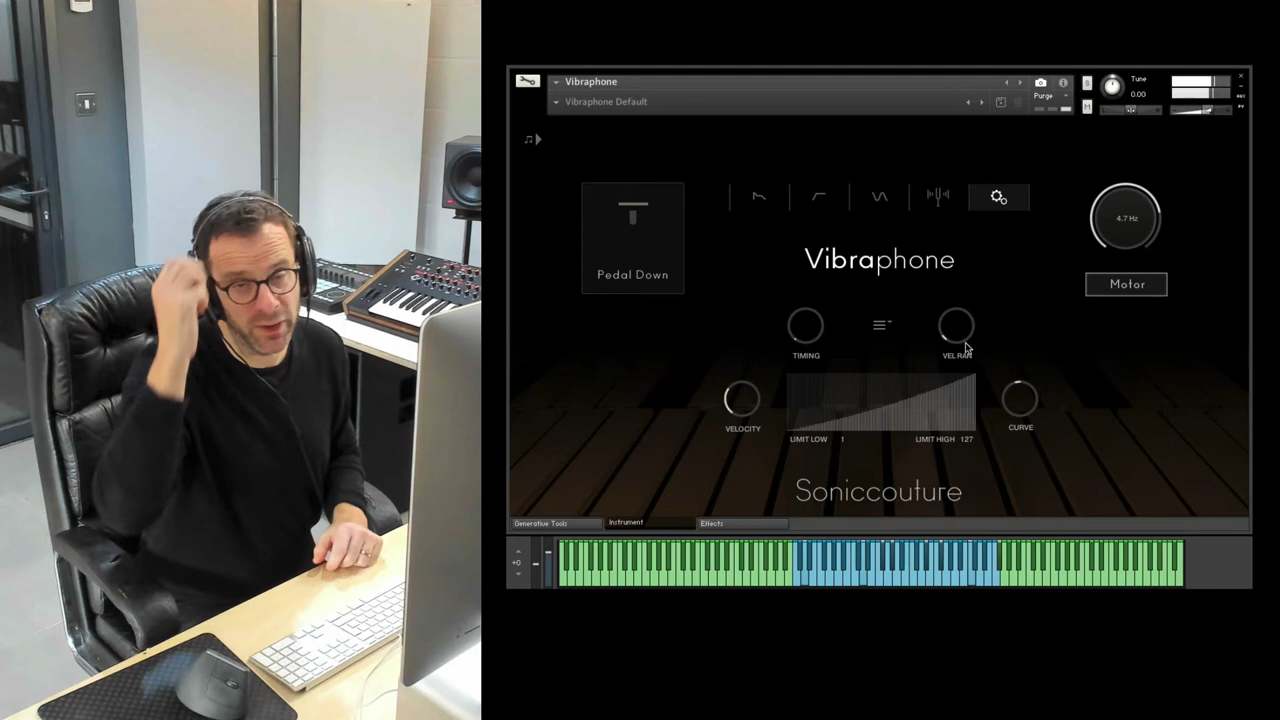 Vibraphone
Vibraphone Default
Purge
S
M
Tune
0.00
Pedal Down
4.7 Hz
Motor
Vibraphone
TIMING
VEL RAN
VELOCITY
LIMIT LOW 1
LIMIT HIGH 127
CURVE
Soniccouture
Generative Tools
Instrument
Effects
+0